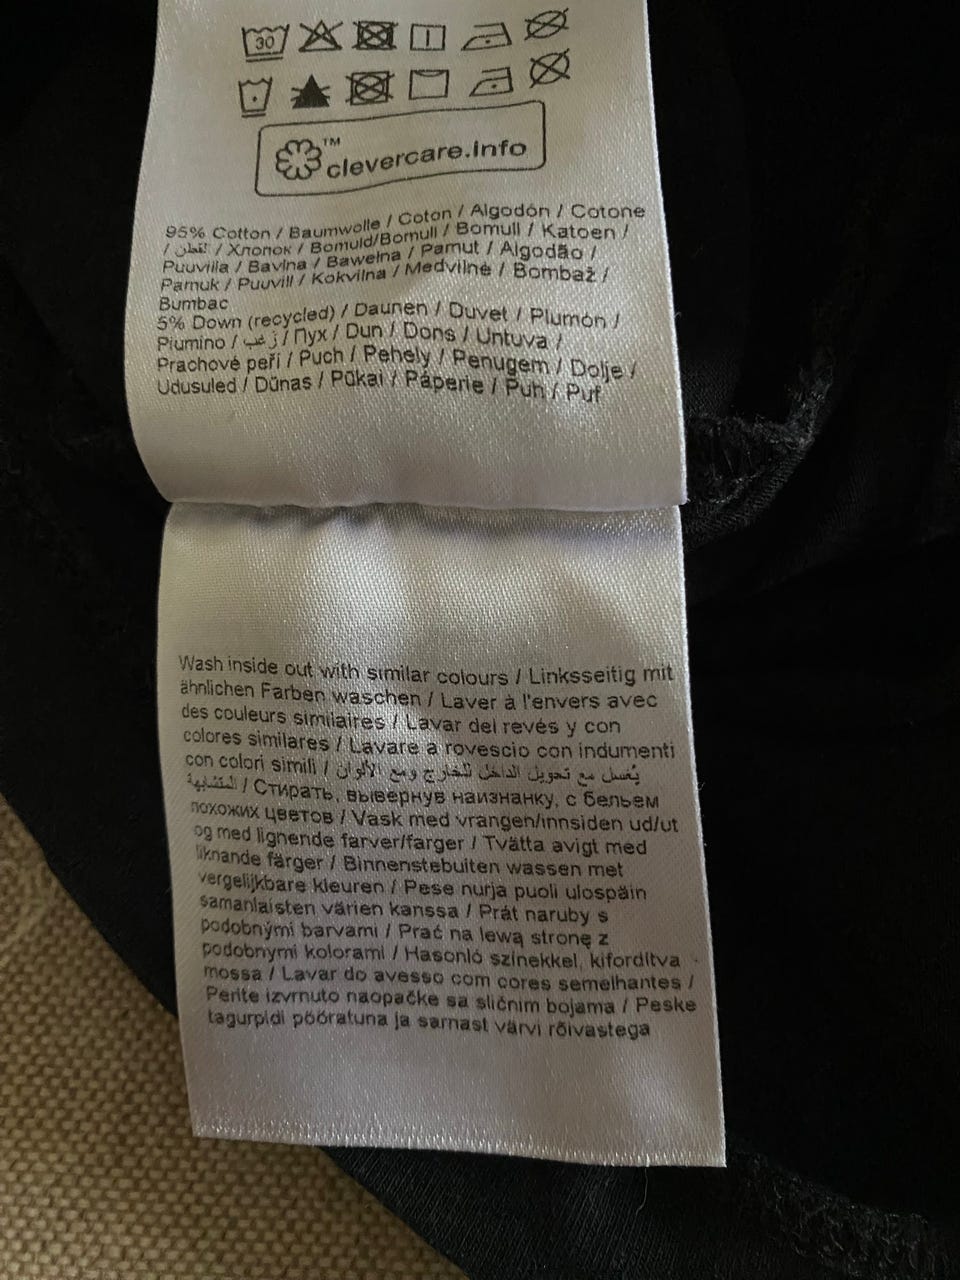 30
TM
clevercare.info
95% Cotton / Baumwolle / Coton / Algodón / Cotone
/ القطن / Хлопок / Bomuld/Bomull / Bomull / Katoen /
Puuvilla / Bavlna / Bawełna / Pamut / Algodão /
Pamuk / Puuvill / Kokvilna / Medvilnė / Bombaž /
Bumbac
5% Down (recycled) / Daunen / Duvet / Plumón /
Piumino / زغب / Пух / Dun / Dons / Untuva /
Prachové peří / Puch / Pehely / Penugem / Dolje /
Udusuled / Dūnas / Pūkai / Páperie / Puh / Puf
Wash inside out with similar colours / Linksseitig mit
ähnlichen Farben waschen / Laver à l'envers avec
des couleurs similaires / Lavar del revés y con
colores similares / Lavare a rovescio con indumenti
con colori simili / يُغسل مع تحويل الداخل للخارج ومع الألوان
المتشابهة / Стирать, вывернув наизнанку, с бельем
похожих цветов / Vask med vrangen/innsiden ud/ut
og med lignende farver/farger / Tvätta avigt med
liknande färger / Binnenstebuiten wassen met
vergelijkbare kleuren / Pese nurja puoli ulospäin
samanlaisten värien kanssa / Prát naruby s
podobnými barvami / Prać na lewą stronę z
podobnymi kolorami / Hasonló színekkel, kifordítva
mossa / Lavar do avesso com cores semelhantes /
Perite izvrnuto naopačke sa sličnim bojama / Peske
tagurpidi pööratuna ja sarnast värvi rõivastega